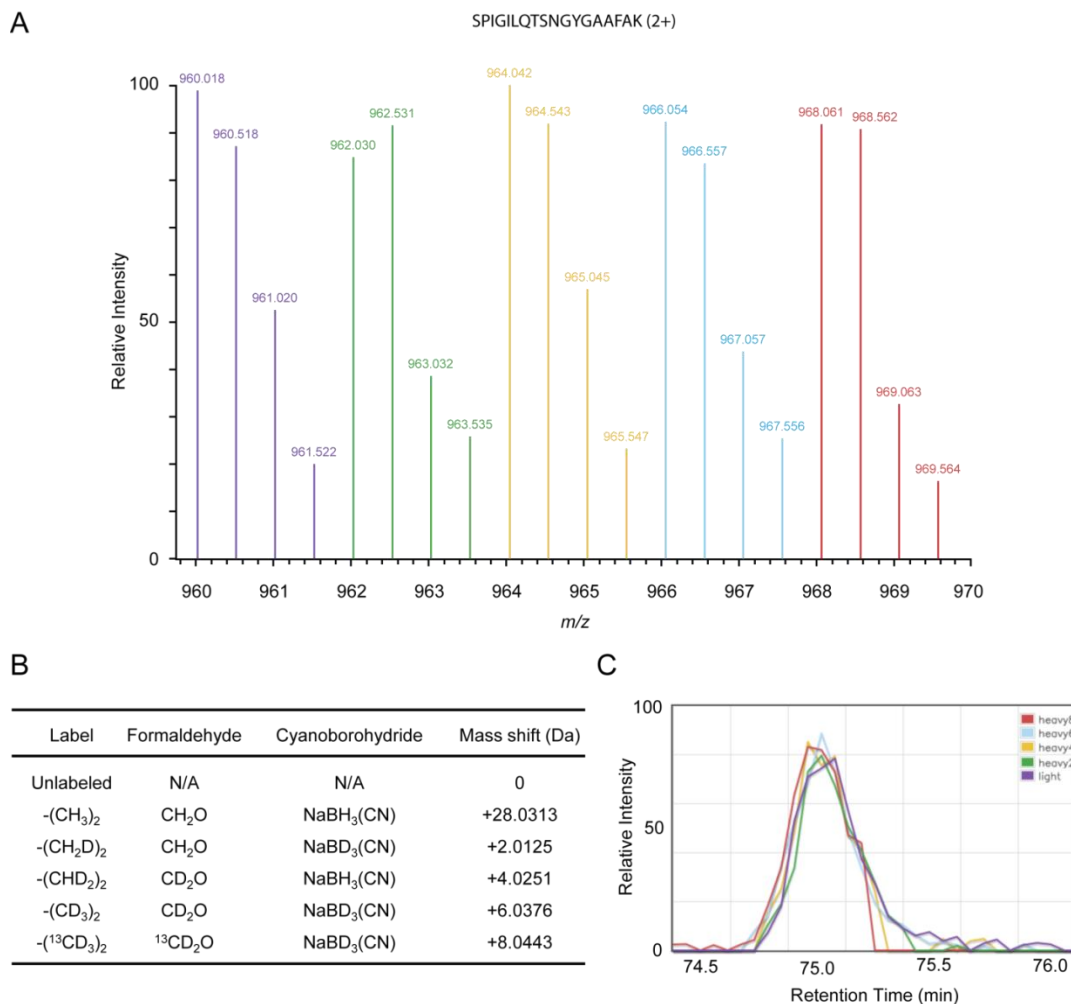 A
SPIGILQTSNGYGAAFAK (2+)
Relative Intensity
100
50
0
960.018
960.518
961.020
961.522
962.030
962.531
963.032
963.535
964.042
964.543
965.045
965.547
966.054
966.557
967.057
967.556
968.061
968.562
969.063
969.564
960 961 962 963 964 965 966 967 968 969 970
m/z
B
Label Formaldehyde Cyanoborohydride Mass shift (Da)
Unlabeled N/A N/A 0
-(CH₃)₂ CH₂O NaBH₃(CN) +28.0313
-(CH₂D)₂ CH₂O NaBD₃(CN) +2.0125
-(CHD₂)₂ CD₂O NaBH₃(CN) +4.0251
-(CD₃)₂ CD₂O NaBD₃(CN) +6.0376
-(¹³CD₃)₂ ¹³CD₂O NaBD₃(CN) +8.0443
C
Relative Intensity
100
50
0
light
74.5 75.0 75.5 76.0
Retention Time (min)